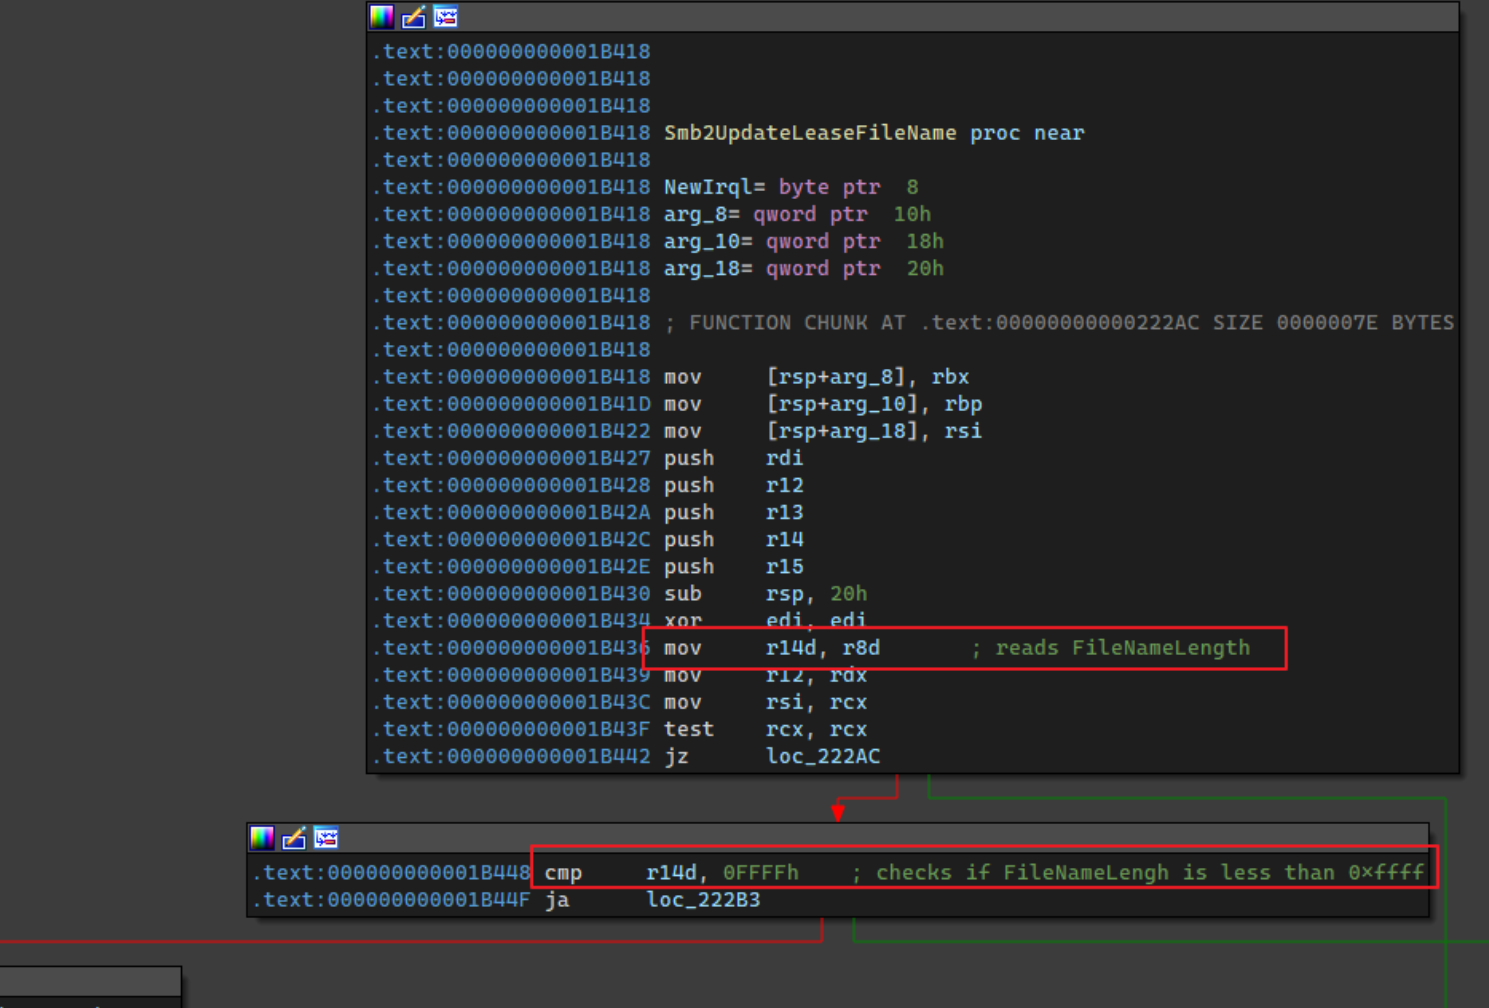 .text:000000000001B418
.text:000000000001B418
.text:000000000001B418
.text:000000000001B418 Smb2UpdateLeaseFileName proc near
.text:000000000001B418
.text:000000000001B418 NewIrql= byte ptr  8
.text:000000000001B418 arg_8= qword ptr  10h
.text:000000000001B418 arg_10= qword ptr  18h
.text:000000000001B418 arg_18= qword ptr  20h
.text:000000000001B418
.text:000000000001B418 ; FUNCTION CHUNK AT .text:00000000000222AC SIZE 0000007E BYTES
.text:000000000001B418
.text:000000000001B418 mov     [rsp+arg_8], rbx
.text:000000000001B41D mov     [rsp+arg_10], rbp
.text:000000000001B422 mov     [rsp+arg_18], rsi
.text:000000000001B427 push    rdi
.text:000000000001B428 push    r12
.text:000000000001B42A push    r13
.text:000000000001B42C push    r14
.text:000000000001B42E push    r15
.text:000000000001B430 sub     rsp, 20h
.text:000000000001B434 xor     edi, edi
.text:000000000001B436 mov     r14d, r8d       ; reads FileNameLength
.text:000000000001B439 mov     r12, rdx
.text:000000000001B43C mov     rsi, rcx
.text:000000000001B43F test    rcx, rcx
.text:000000000001B442 jz      loc_222AC
.text:000000000001B448 cmp     r14d, 0FFFFh    ; checks if FileNameLengh is less than 0xffff
.text:000000000001B44F ja      loc_222B3